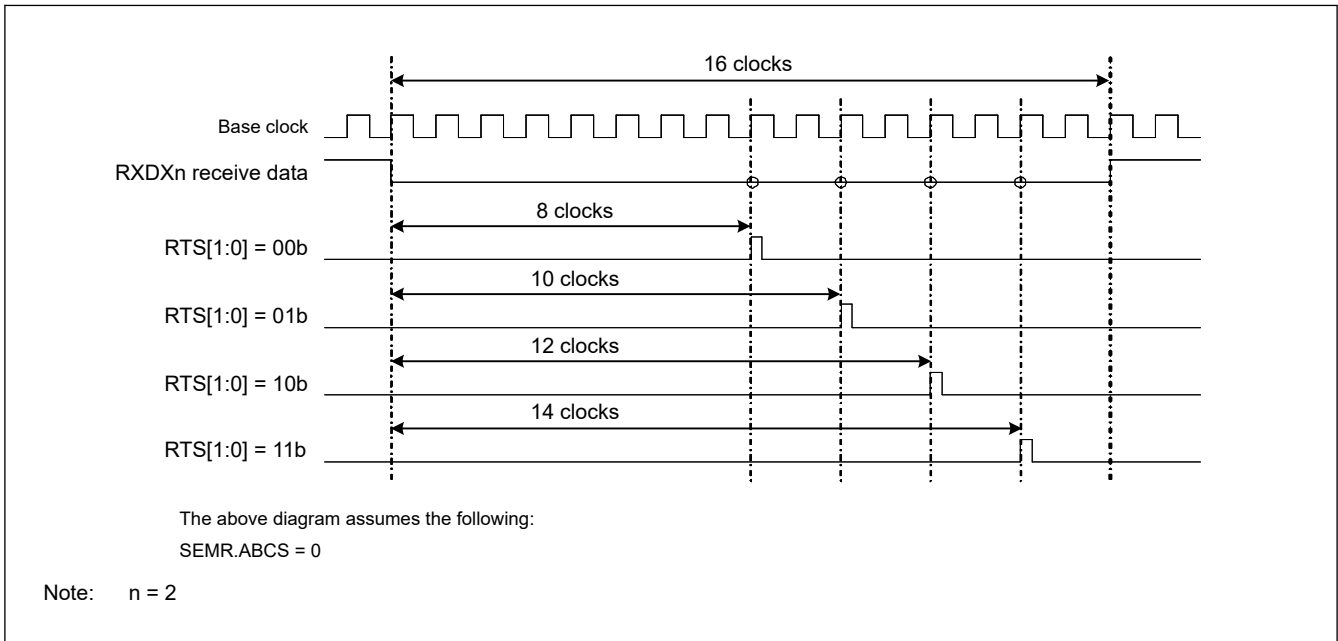 16 clocks
Base clock
RXDXn receive data
8 clocks
RTS[1:0] = 00b
10 clocks
RTS[1:0] = 01b
12 clocks
RTS[1:0] = 10b
14 clocks
RTS[1:0] = 11b
The above diagram assumes the following:
SEMR.ABCS = 0
Note: n = 2